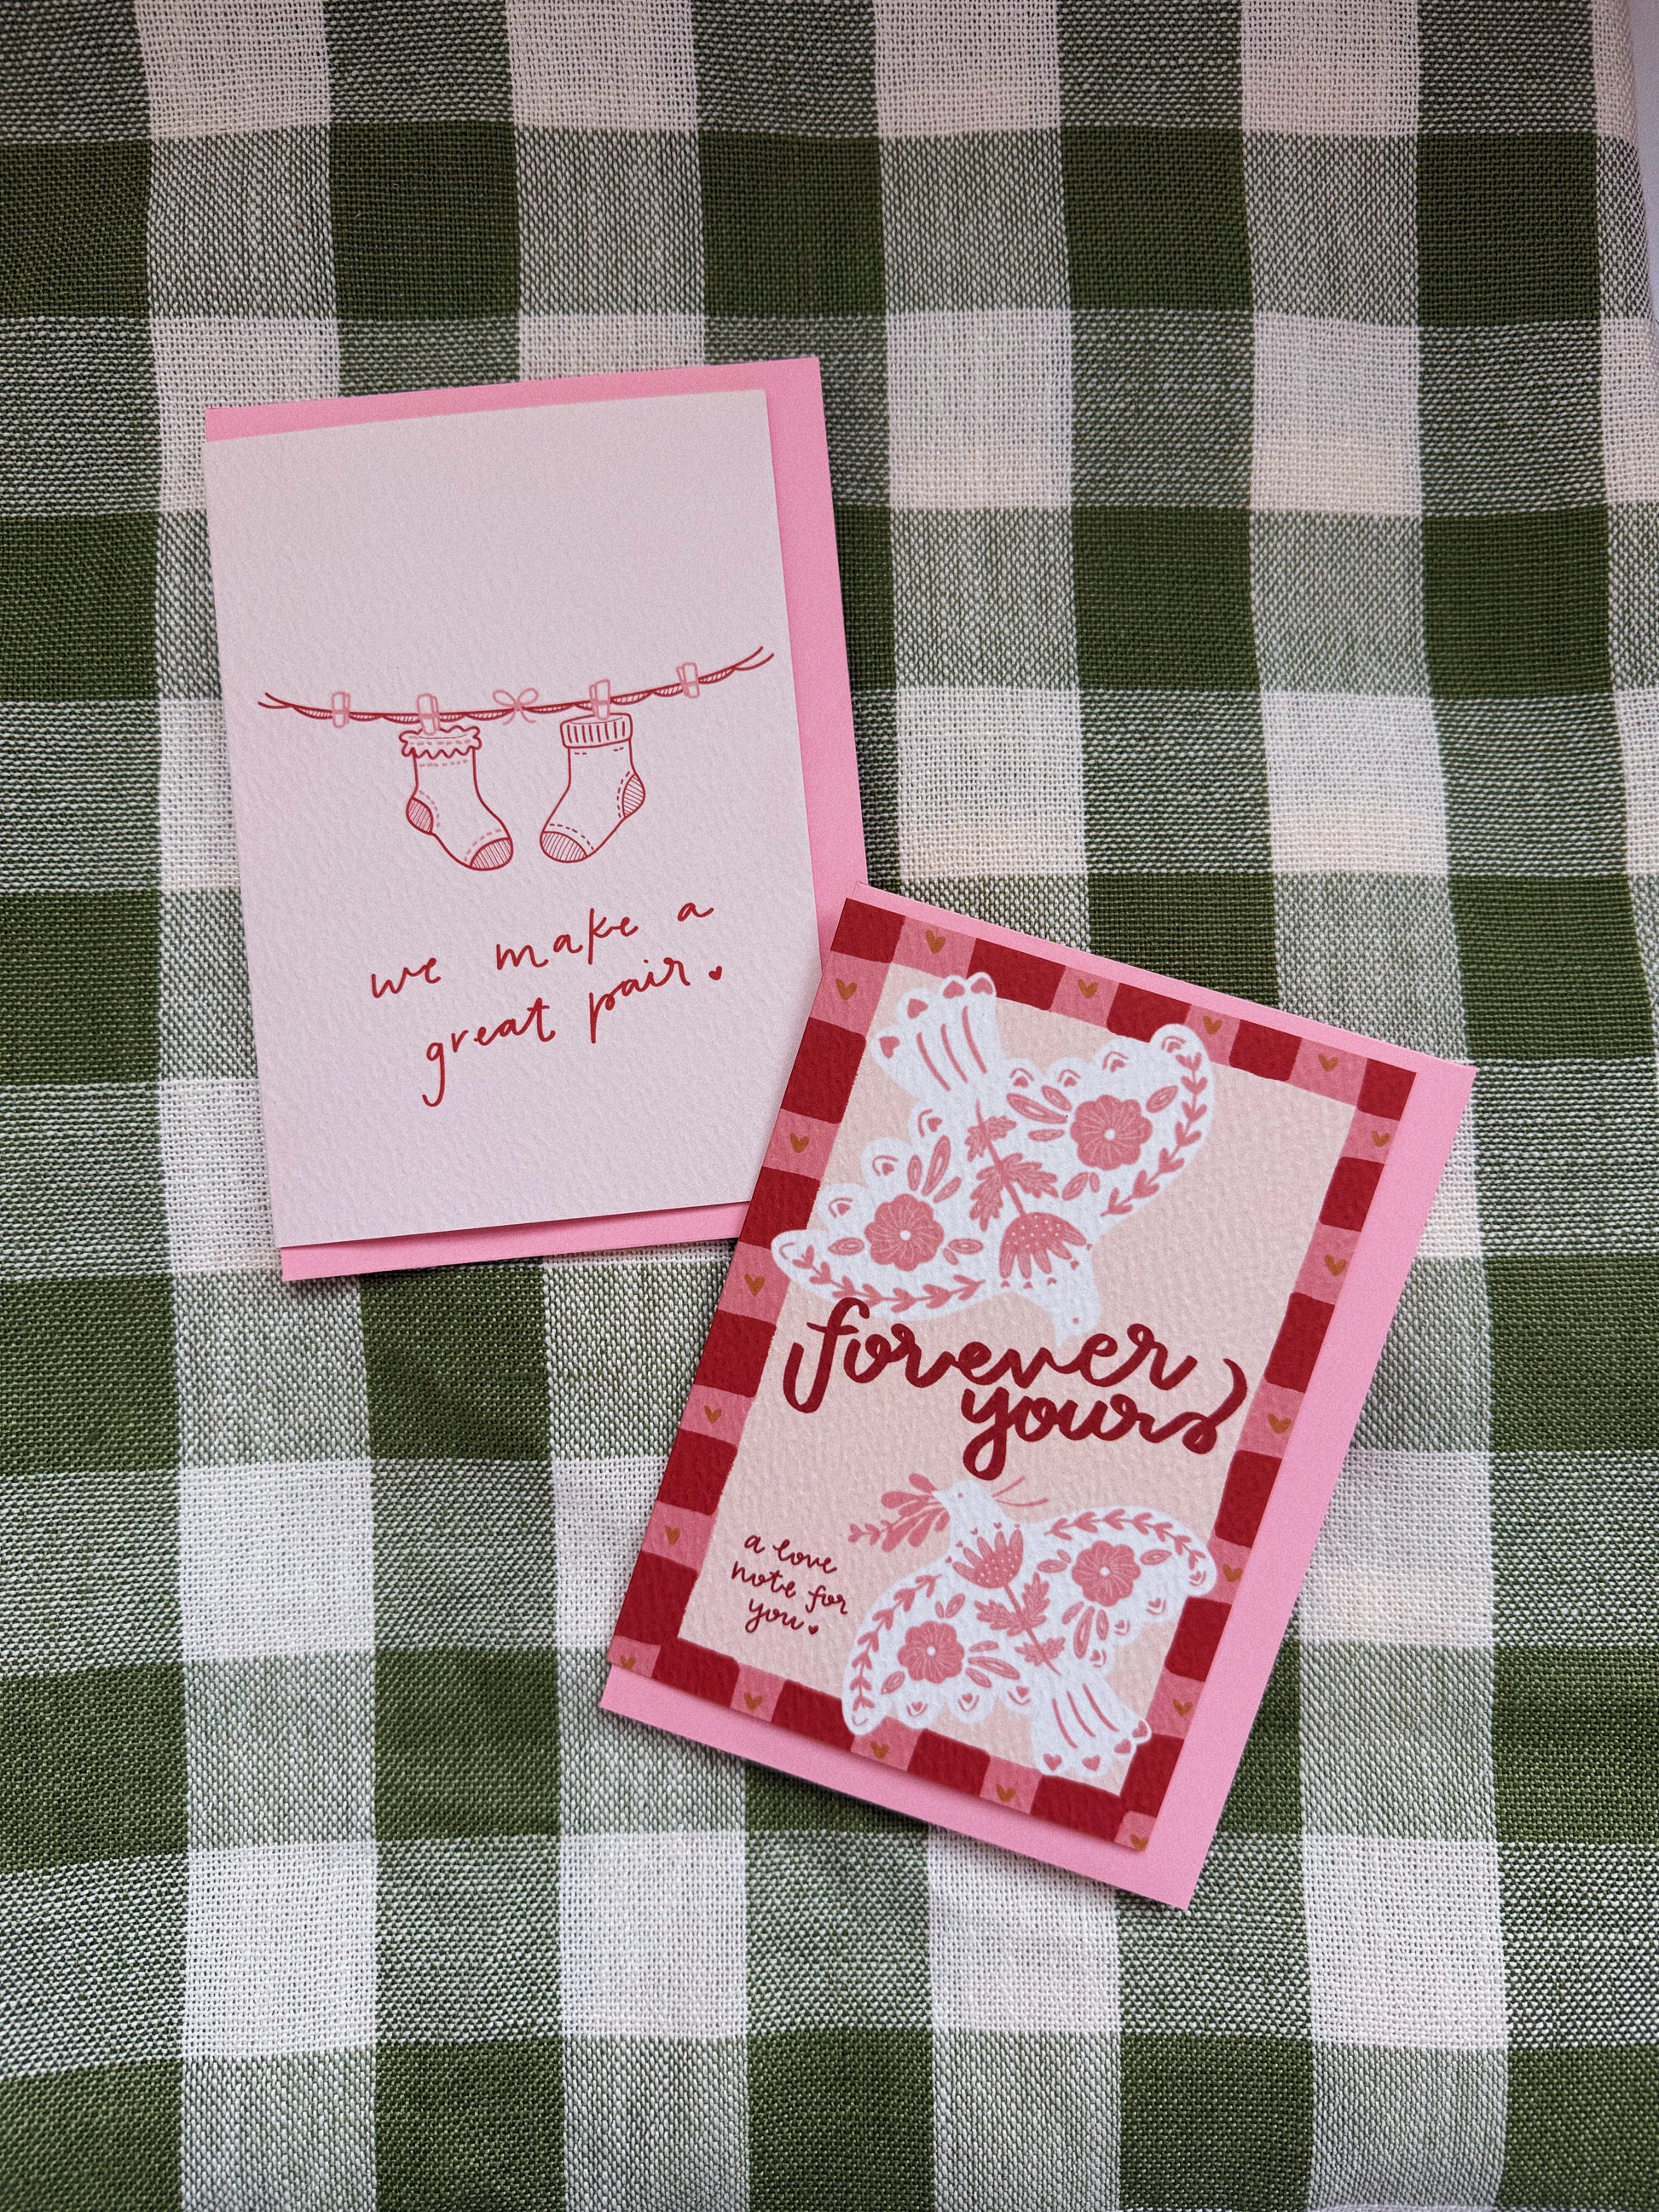 we make a
great pair.
forever
yours
a love
note for
you.